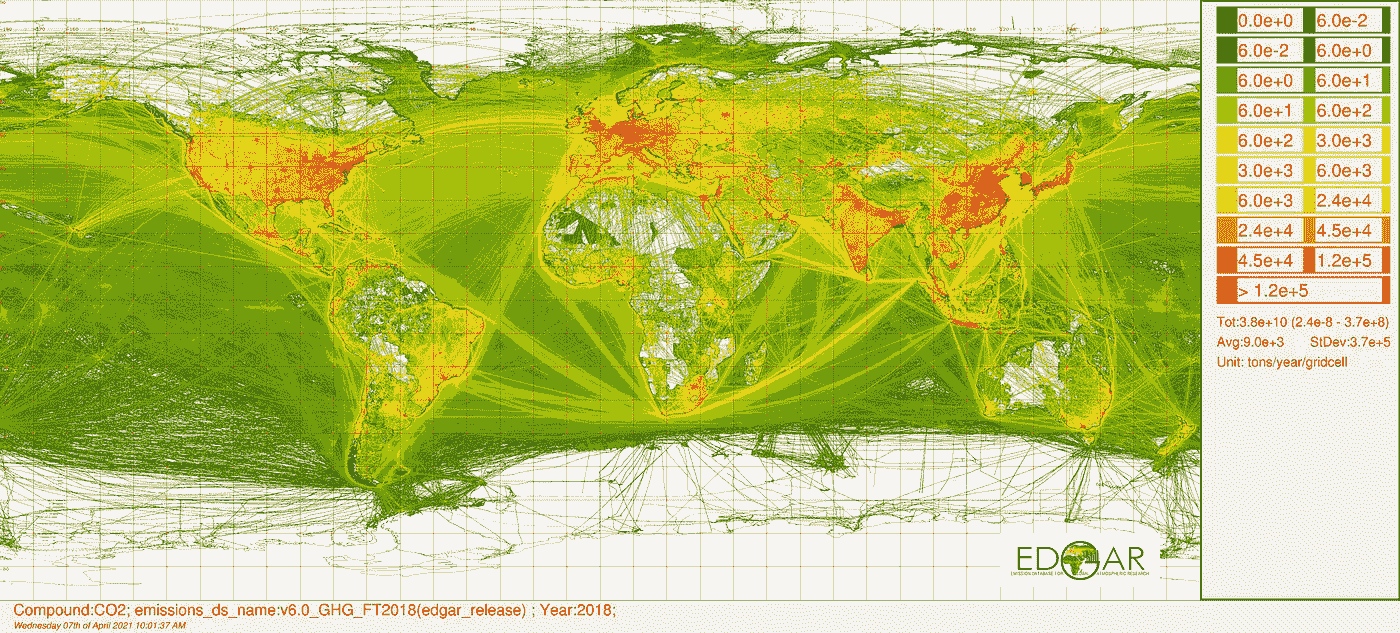 0.0e+0 6.0e-2
6.0e-2 6.0e+0
6.0e+0 6.0e+1
6.0e+1 6.0e+2
6.0e+2 3.0e+3
3.0e+3 6.0e+3
6.0e+3 2.4e+4
2.4e+4 4.5e+4
4.5e+4 1.2e+5
> 1.2e+5
Tot:3.8e+10 (2.4e-8 - 3.7e+8)
Avg:9.0e+3 StDev:3.7e+5
Unit: tons/year/gridcell
EDGAR
EMISSION DATABASE FOR GLOBAL ATMOSPHERIC RESEARCH
Compound:CO2; emissions_ds_name:v6.0_GHG_FT2018(edgar_release) ; Year:2018;
Wednesday 07th of April 2021 10:01:37 AM